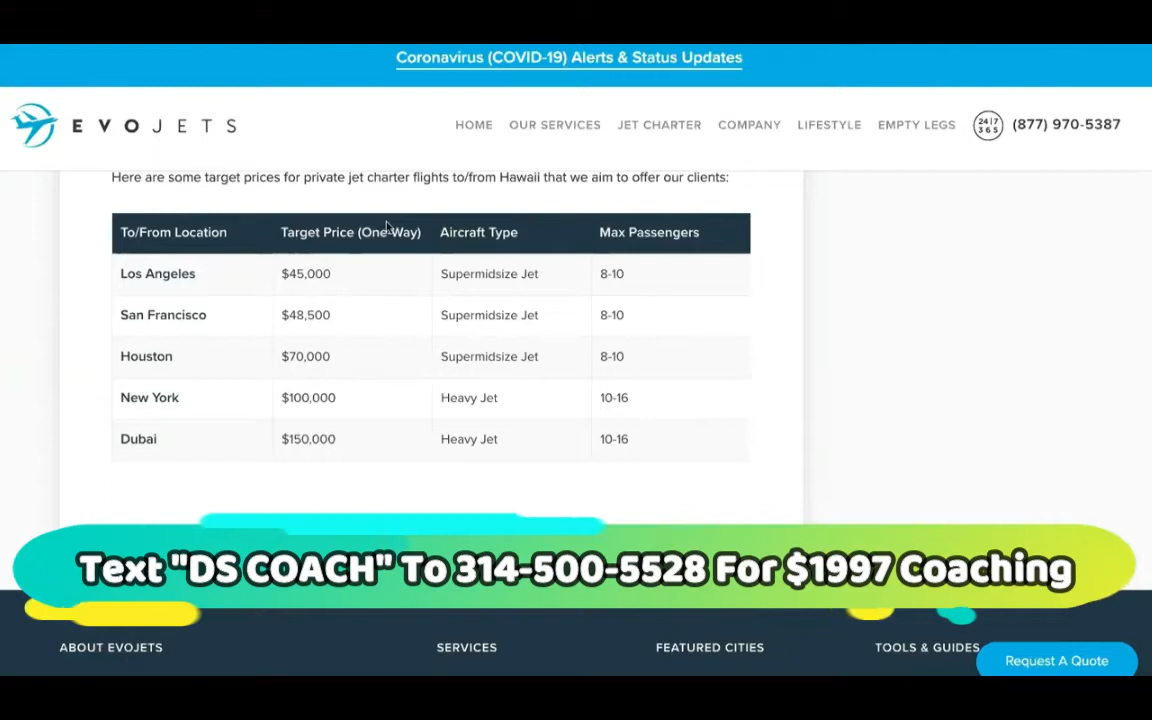 Coronavirus (COVID-19) Alerts & Status Updates
EVOJETS
HOME OUR SERVICES JET CHARTER COMPANY LIFESTYLE EMPTY LEGS 24|7 365 (877) 970-5387
Here are some target prices for private jet charter flights to/from Hawaii that we aim to offer our clients:
To/From Location Target Price (One-Way) Aircraft Type Max Passengers
Los Angeles $45,000 Supermidsize Jet 8-10
San Francisco $48,500 Supermidsize Jet 8-10
Houston $70,000 Supermidsize Jet 8-10
New York $100,000 Heavy Jet 10-16
Dubai $150,000 Heavy Jet 10-16
Text "DS COACH" To 314-500-5528 For $1997 Coaching
ABOUT EVOJETS SERVICES FEATURED CITIES TOOLS & GUIDES
Request A Quote